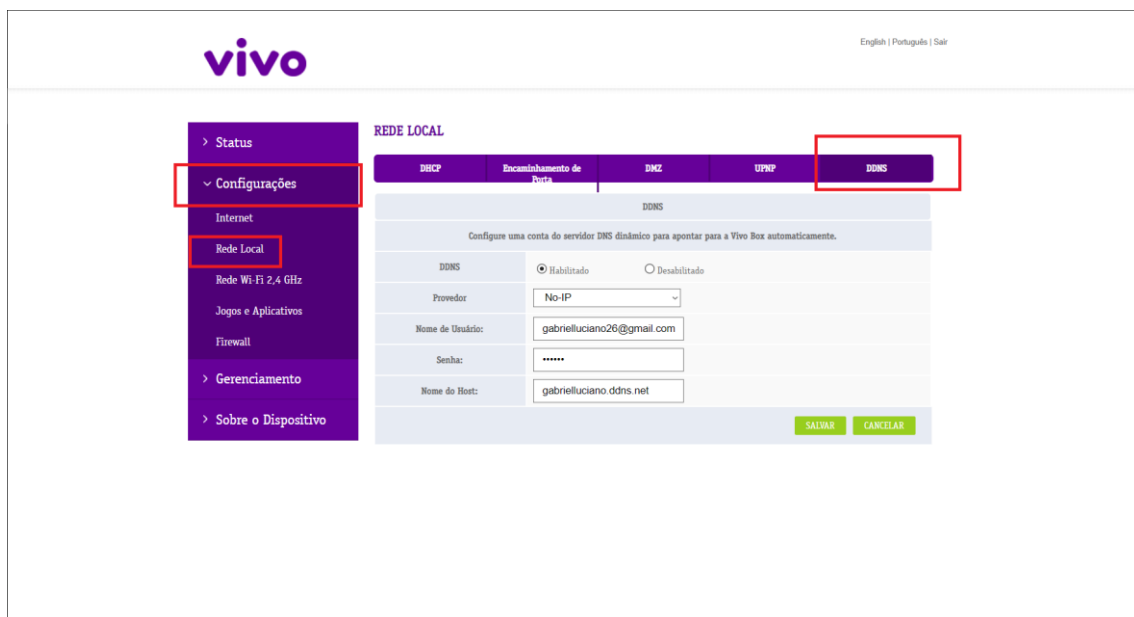 vivo
English | Português | Sair
> Status
Configurações
Internet
Rede Local
Rede Wi-Fi 2,4 GHz
Jogos e Aplicativos
Firewall
> Gerenciamento
> Sobre o Dispositivo
REDE LOCAL
DHCP
Encaminhamento de
Porta
DMZ
UPNP
DDNS
DDNS
Configure uma conta do servidor DNS dinâmico para apontar para a Vivo Box automaticamente.
DDNS Habilitado Desabilitado
Provedor No-IP
Nome de Usuário: gabrielluciano26@gmail.com
Senha: ••••••
Nome do Host: gabrielluciano.ddns.net
SALVAR CANCELAR